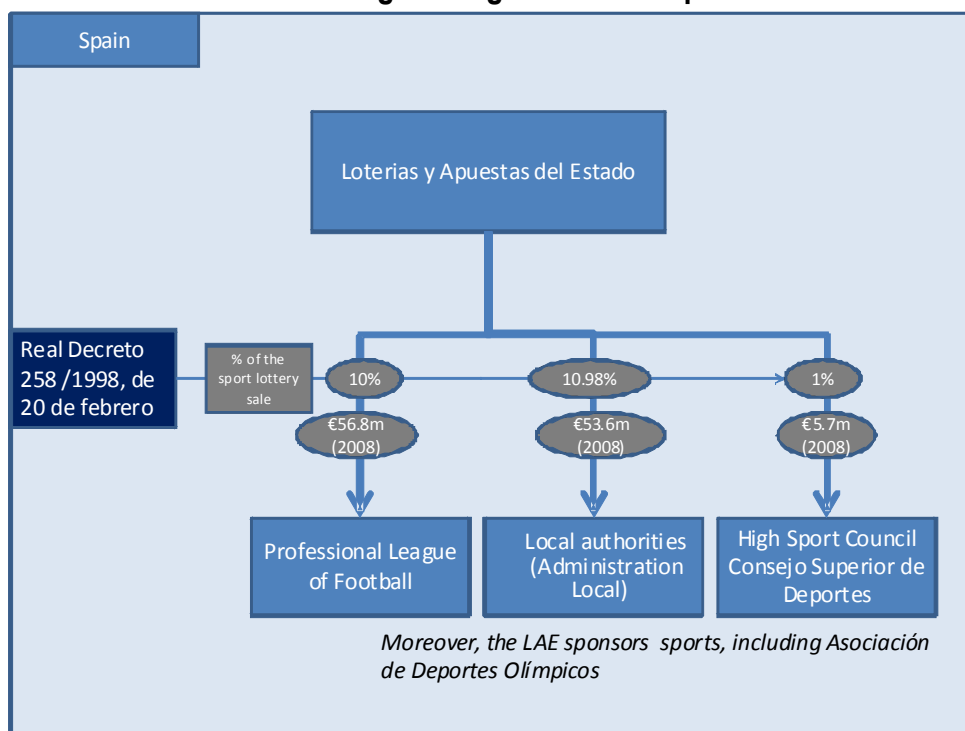 Spain
Loterias y Apuestas del Estado
Real Decreto
258 /1998, de
20 de febrero
% of the
sport lottery
sale
10%
10.98%
1%
€56.8m
(2008)
€53.6m
(2008)
€5.7m
(2008)
Professional League
of Football
Local authorities
(Administration
Local)
High Sport Council
Consejo Superior de
Deportes
Moreover, the LAE sponsors sports, including Asociación
de Deportes Olímpicos